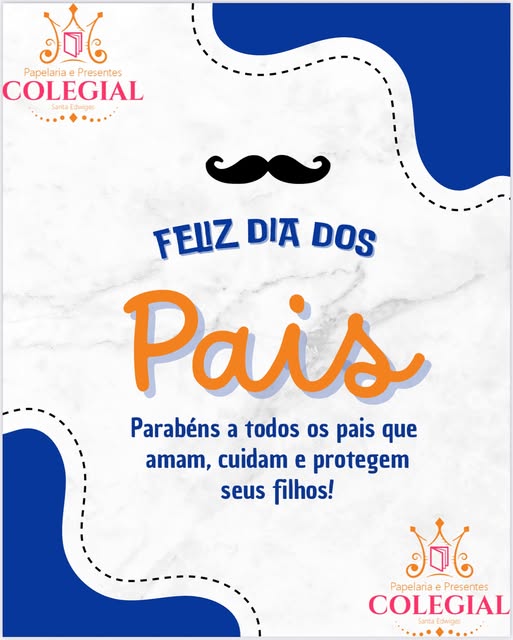 Papelaria e Presentes
COLEGIAL
Santa Edwiges
FELIZ DIA DOS
Pais
Parabéns a todos os pais que
amam, cuidam e protegem
seus filhos!
Papelaria e Presentes
COLEGIAL
Santa Edwiges